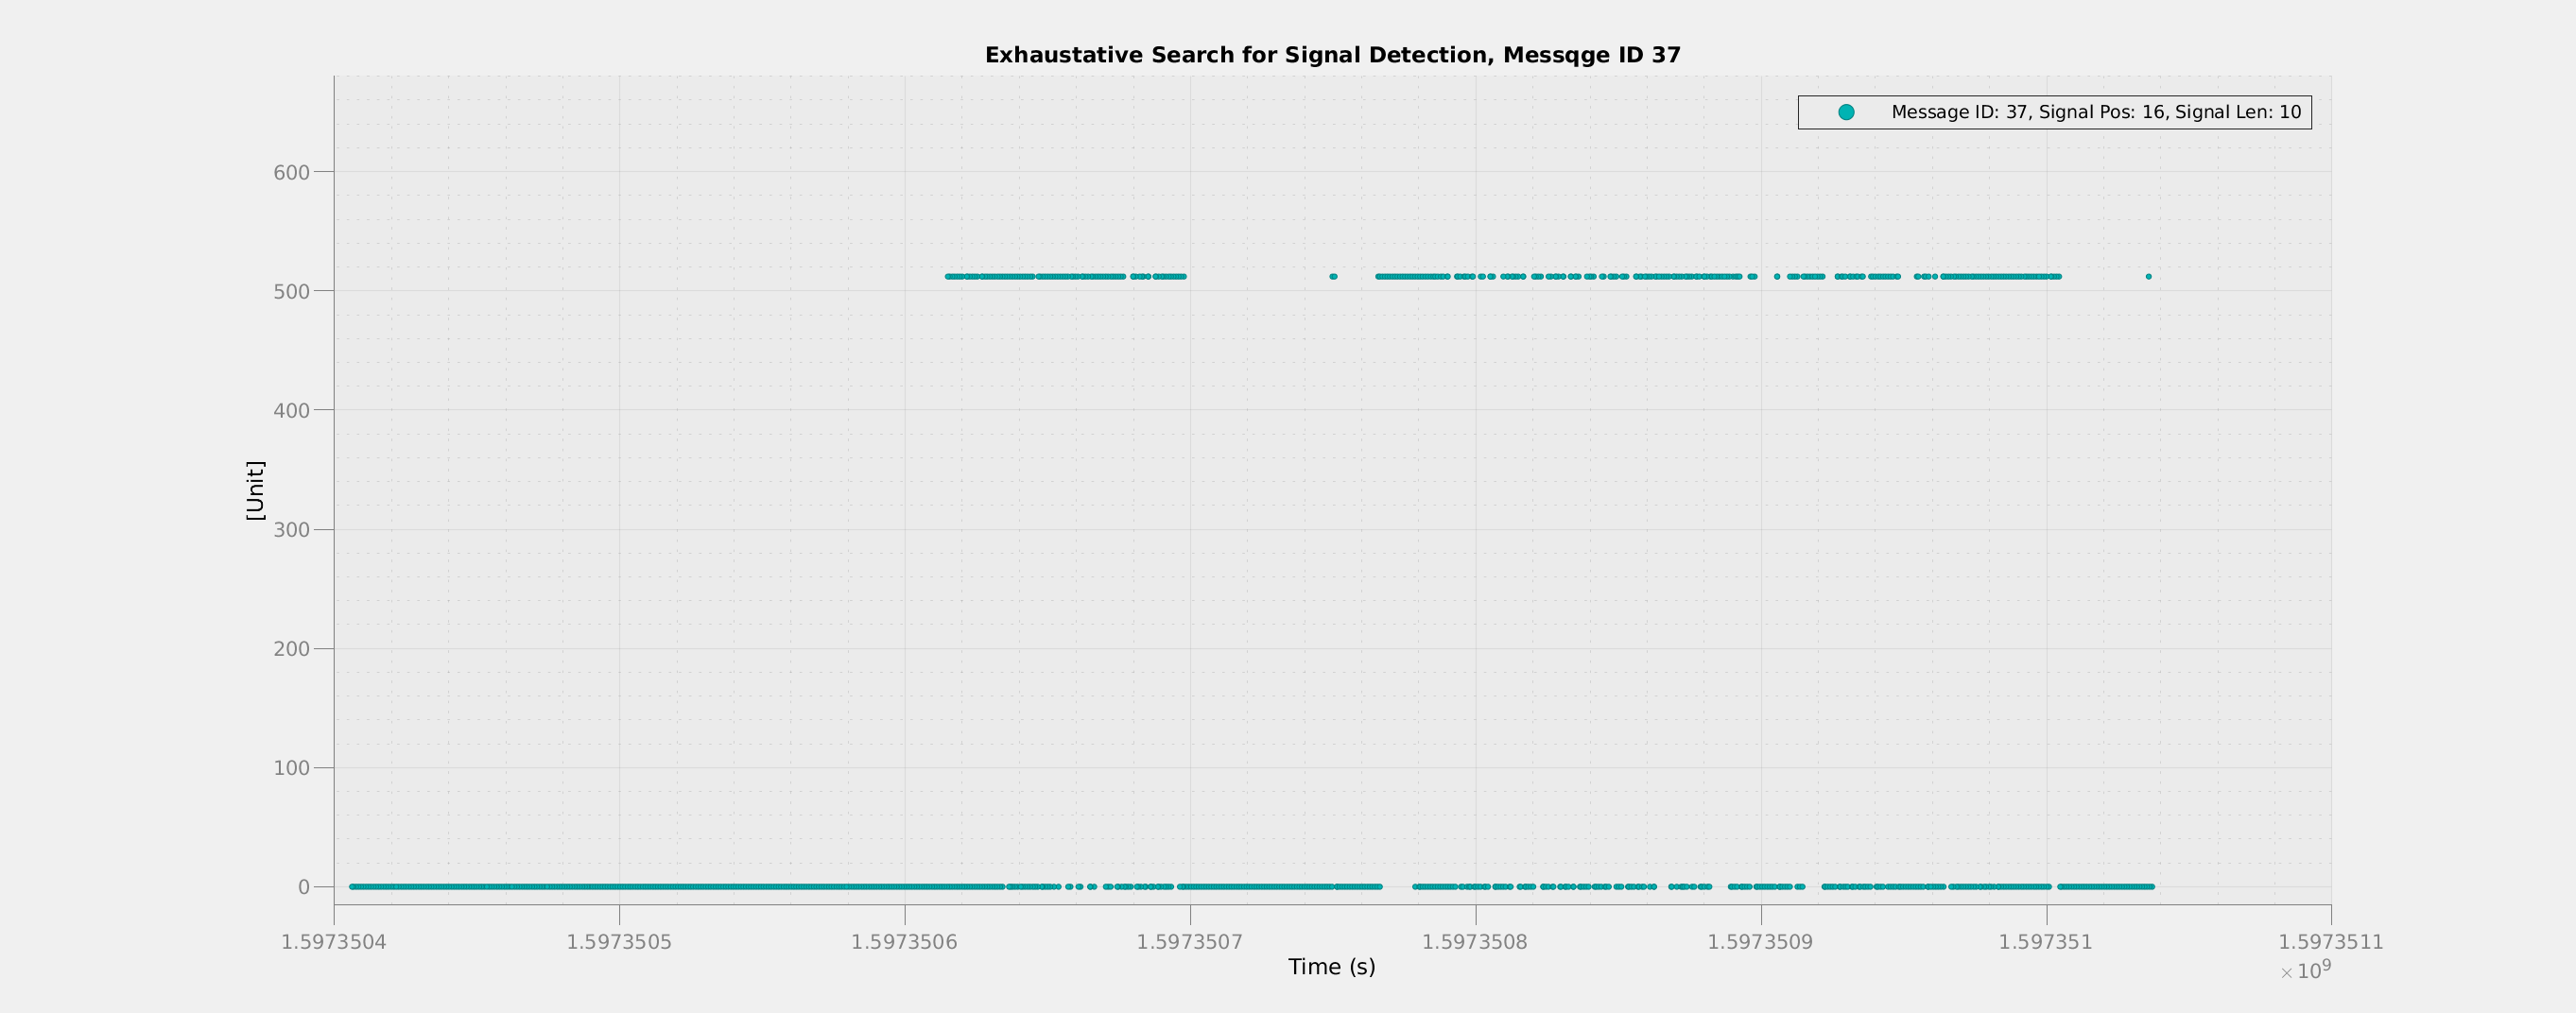 Exhaustative Search for Signal Detection, Messqge ID 37
Message ID: 37, Signal Pos: 16, Signal Len: 10
600
500
400
300
200
100
0
[Unit]
1.5973504 1.5973505 1.5973506 1.5973507 1.5973508 1.5973509 1.597351 1.5973511
Time (s)
× 10⁹